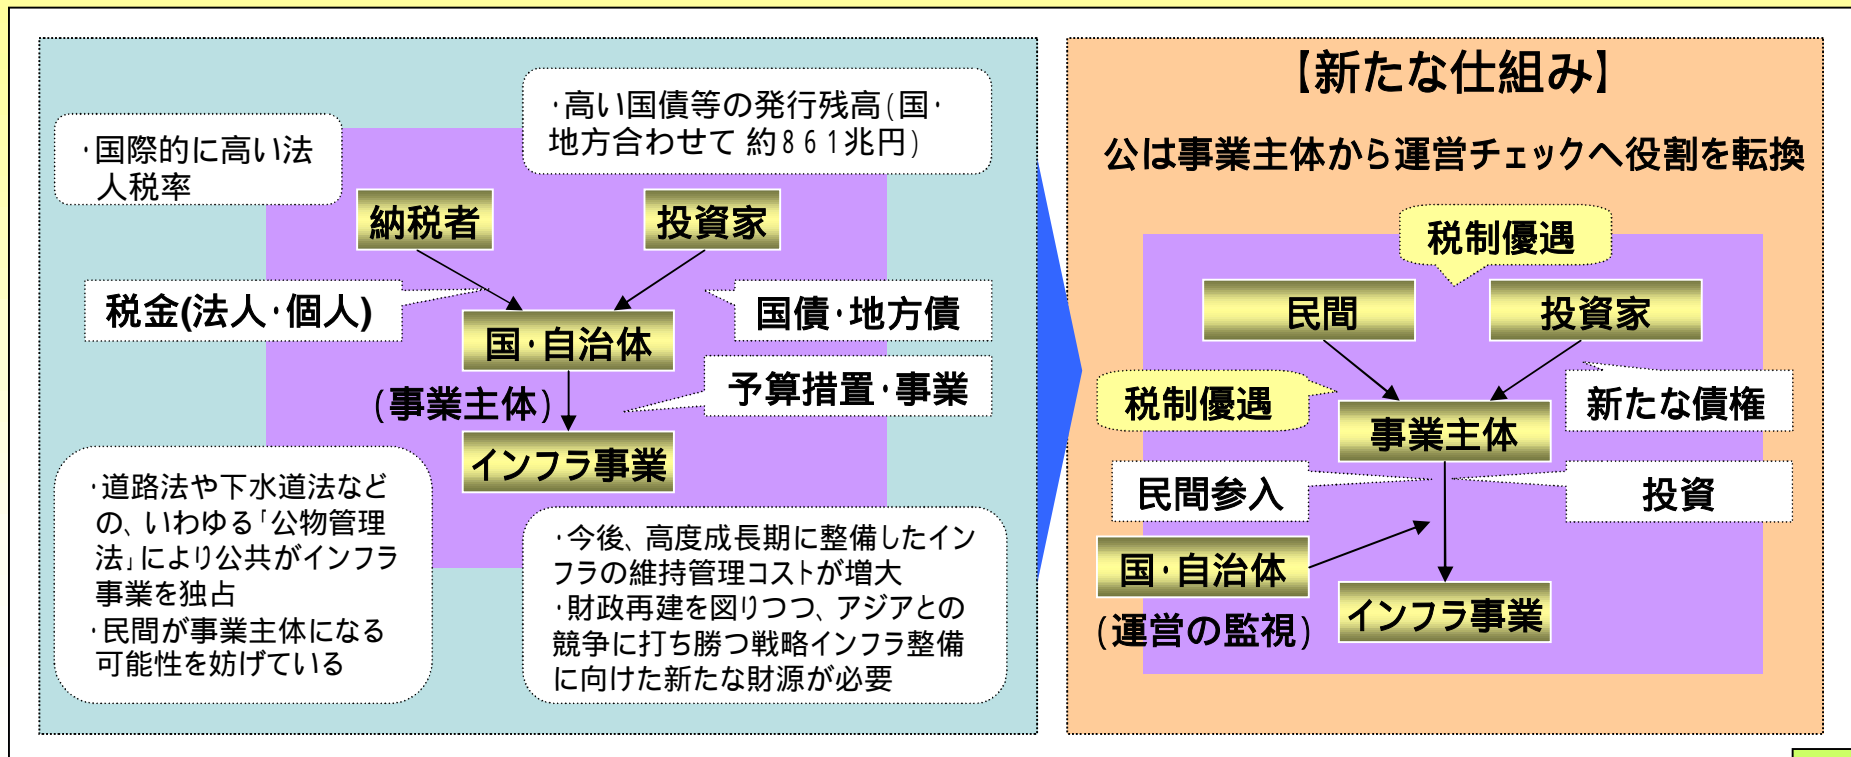 ・国際的に高い法
人税率
・高い国債等の発行残高(国・
地方合わせて 約861兆円)
納税者
投資家
税金(法人・個人)
国債・地方債
国・自治体
(事業主体)
予算措置・事業
インフラ事業
・道路法や下水道法など
の、いわゆる「公物管理
法」により公共がインフラ
事業を独占
・民間が事業主体になる
可能性を妨げている
・今後、高度成長期に整備したイン
フラの維持管理コストが増大
・財政再建を図りつつ、アジアとの
競争に打ち勝つ戦略インフラ整備
に向けた新たな財源が必要
【新たな仕組み】
公は事業主体から運営チェックへ役割を転換
税制優遇
民間
投資家
税制優遇
新たな債権
事業主体
民間参入
投資
国・自治体
(運営の監視)
インフラ事業